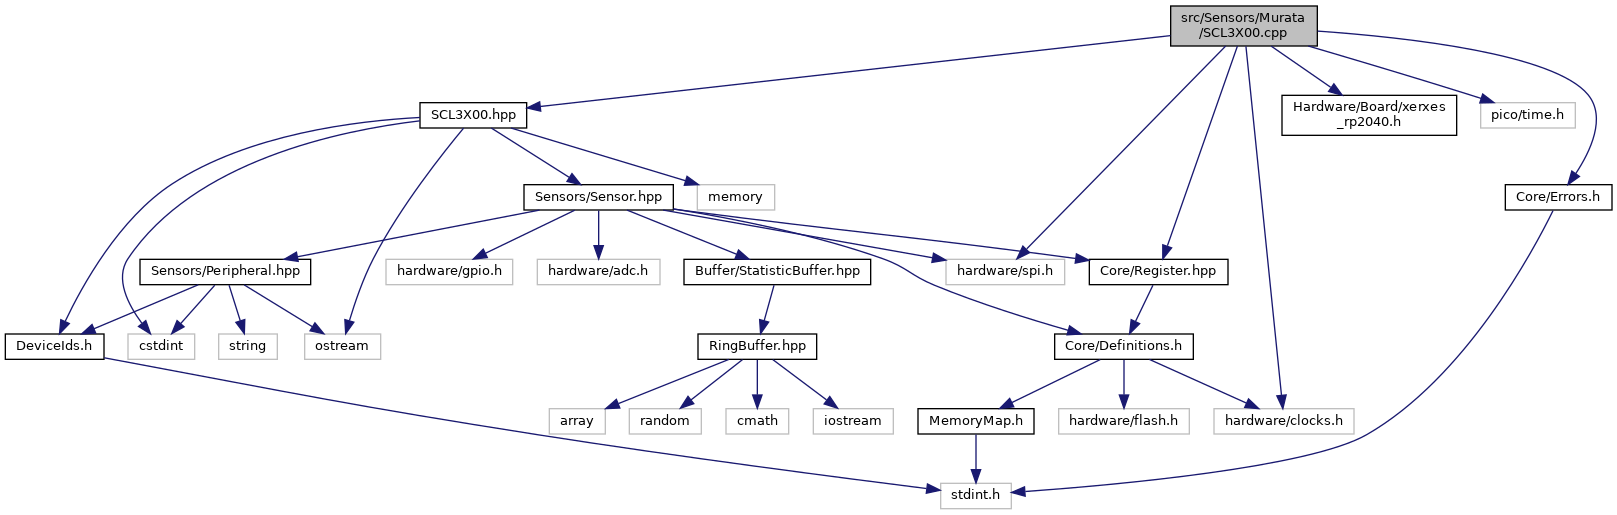 src/Sensors/Murata
/SCL3X00.cpp
SCL3X00.hpp
Hardware/Board/xerxes
_rp2040.h
pico/time.h
Sensors/Sensor.hpp
memory
Core/Errors.h
Sensors/Peripheral.hpp
hardware/gpio.h
hardware/adc.h
Buffer/StatisticBuffer.hpp
hardware/spi.h
Core/Register.hpp
DeviceIds.h
cstdint
string
ostream
RingBuffer.hpp
Core/Definitions.h
array
random
cmath
iostream
MemoryMap.h
hardware/flash.h
hardware/clocks.h
stdint.h